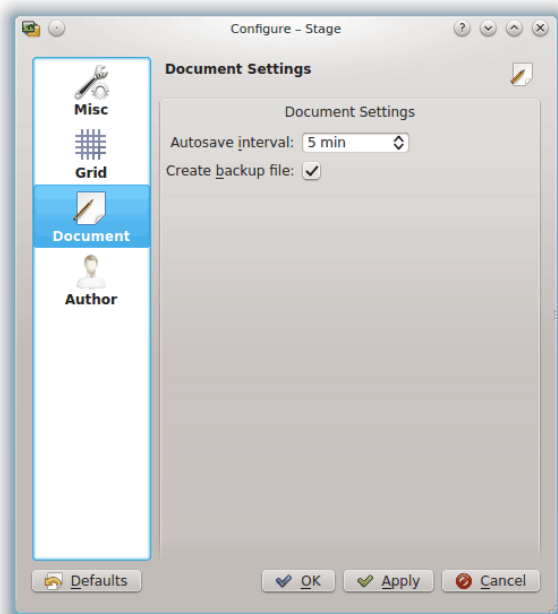 Configure – Stage
Document Settings
Misc
Grid
Document
Author
Document Settings
Autosave interval: 5 min
Create backup file:
Defaults
OK
Apply
Cancel